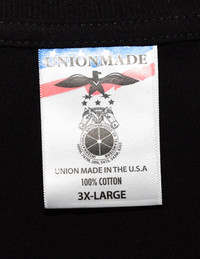 UNIONMADE
UNION MADE IN THE U.S.A
100% COTTON
3X-LARGE